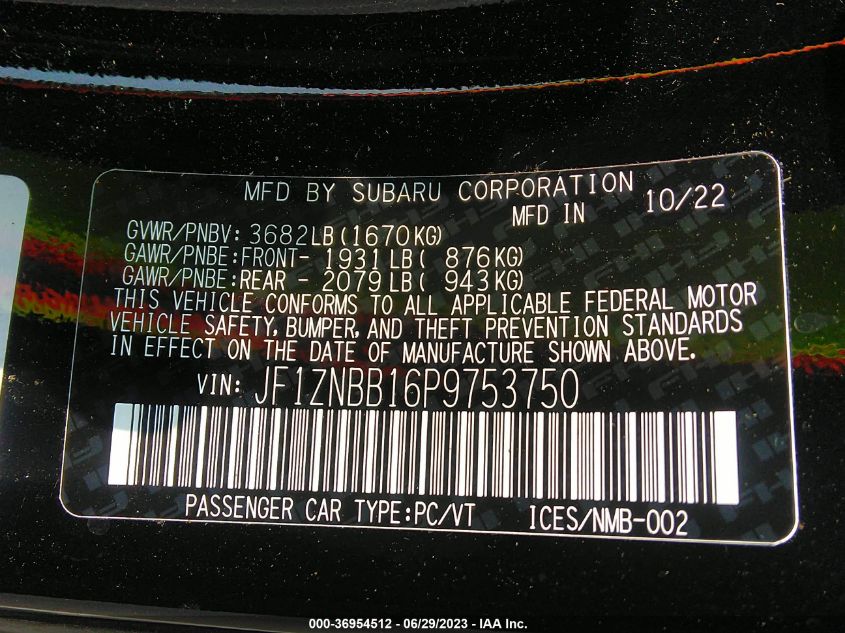 MFD BY SUBARU CORPORATION
MFD IN 10/22
GVWR/PNBV: 3682LB(1670KG)
GAWR/PNBE:FRONT- 1931LB( 876KG)
GAWR/PNBE:REAR - 2079LB( 943KG)
THIS VEHICLE CONFORMS TO ALL APPLICABLE FEDERAL MOTOR
VEHICLE SAFETY, BUMPER, AND THEFT PREVENTION STANDARDS
IN EFFECT ON THE DATE OF MANUFACTURE SHOWN ABOVE.
VIN: JF1ZNBB16P9753750
PASSENGER CAR TYPE:PC/VT ICES/NMB-002
000-36954512 - 06/29/2023 - IAA Inc.